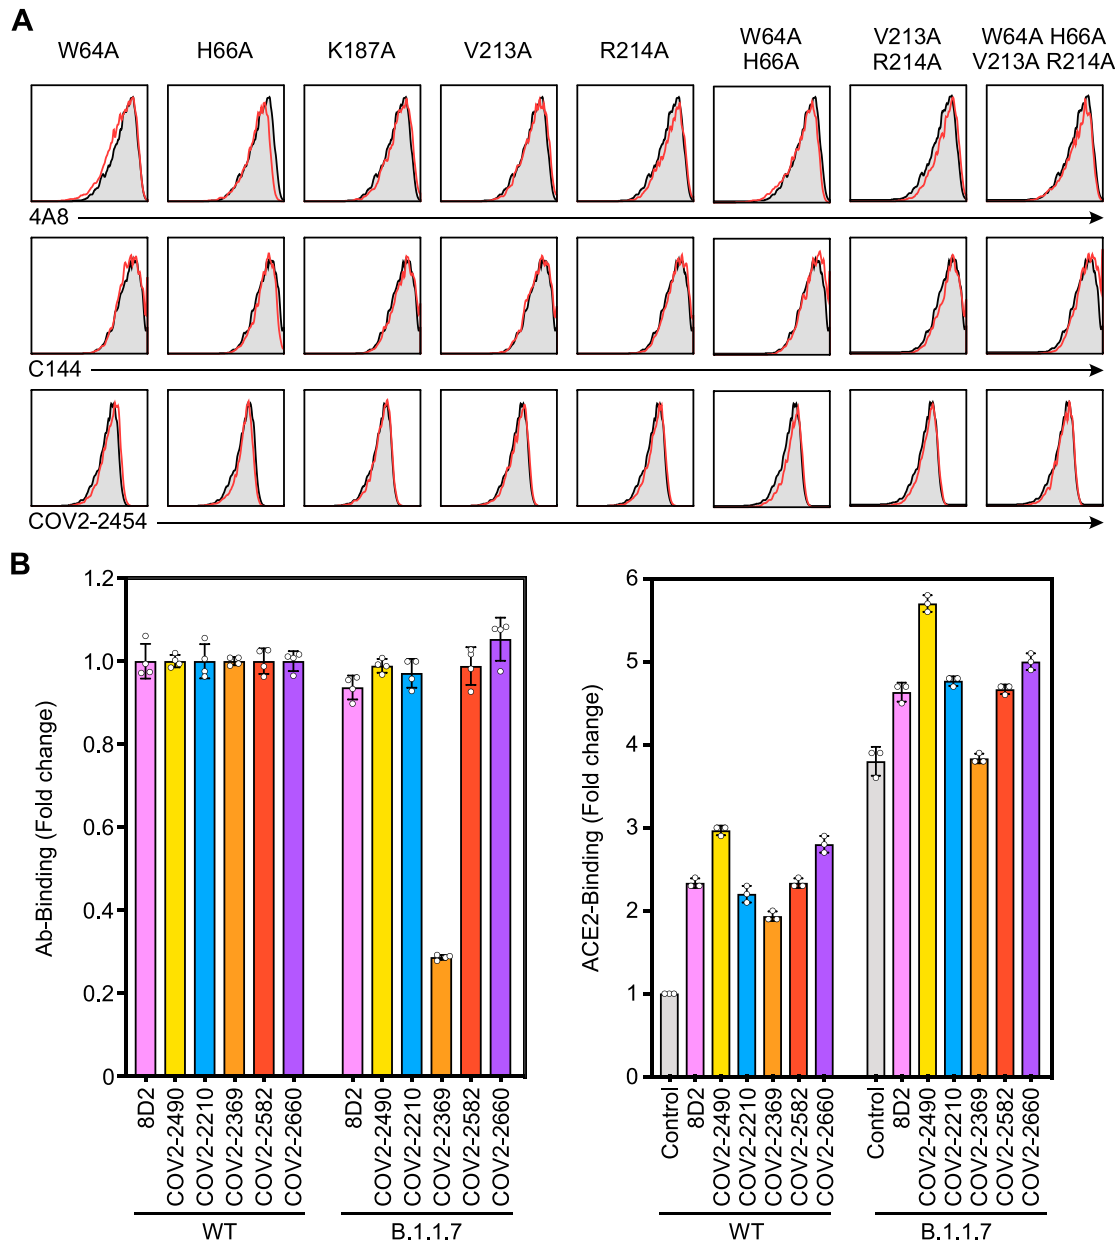 A
W64A H66A K187A V213A R214A W64A H66A V213A R214A W64A H66A V213A R214A
4A8
C144
COV2-2454
B
Ab-Binding (Fold change)
1.2
1.0
0.8
0.6
0.4
0.2
0
8D2
COV2-2490
COV2-2210
COV2-2369
COV2-2582
COV2-2660
8D2
COV2-2490
COV2-2210
COV2-2369
COV2-2582
COV2-2660
WT
B.1.1.7
ACE2-Binding (Fold change)
6
5
4
3
2
1
0
Control
8D2
COV2-2490
COV2-2210
COV2-2369
COV2-2582
COV2-2660
Control
8D2
COV2-2490
COV2-2210
COV2-2369
COV2-2582
COV2-2660
WT
B.1.1.7